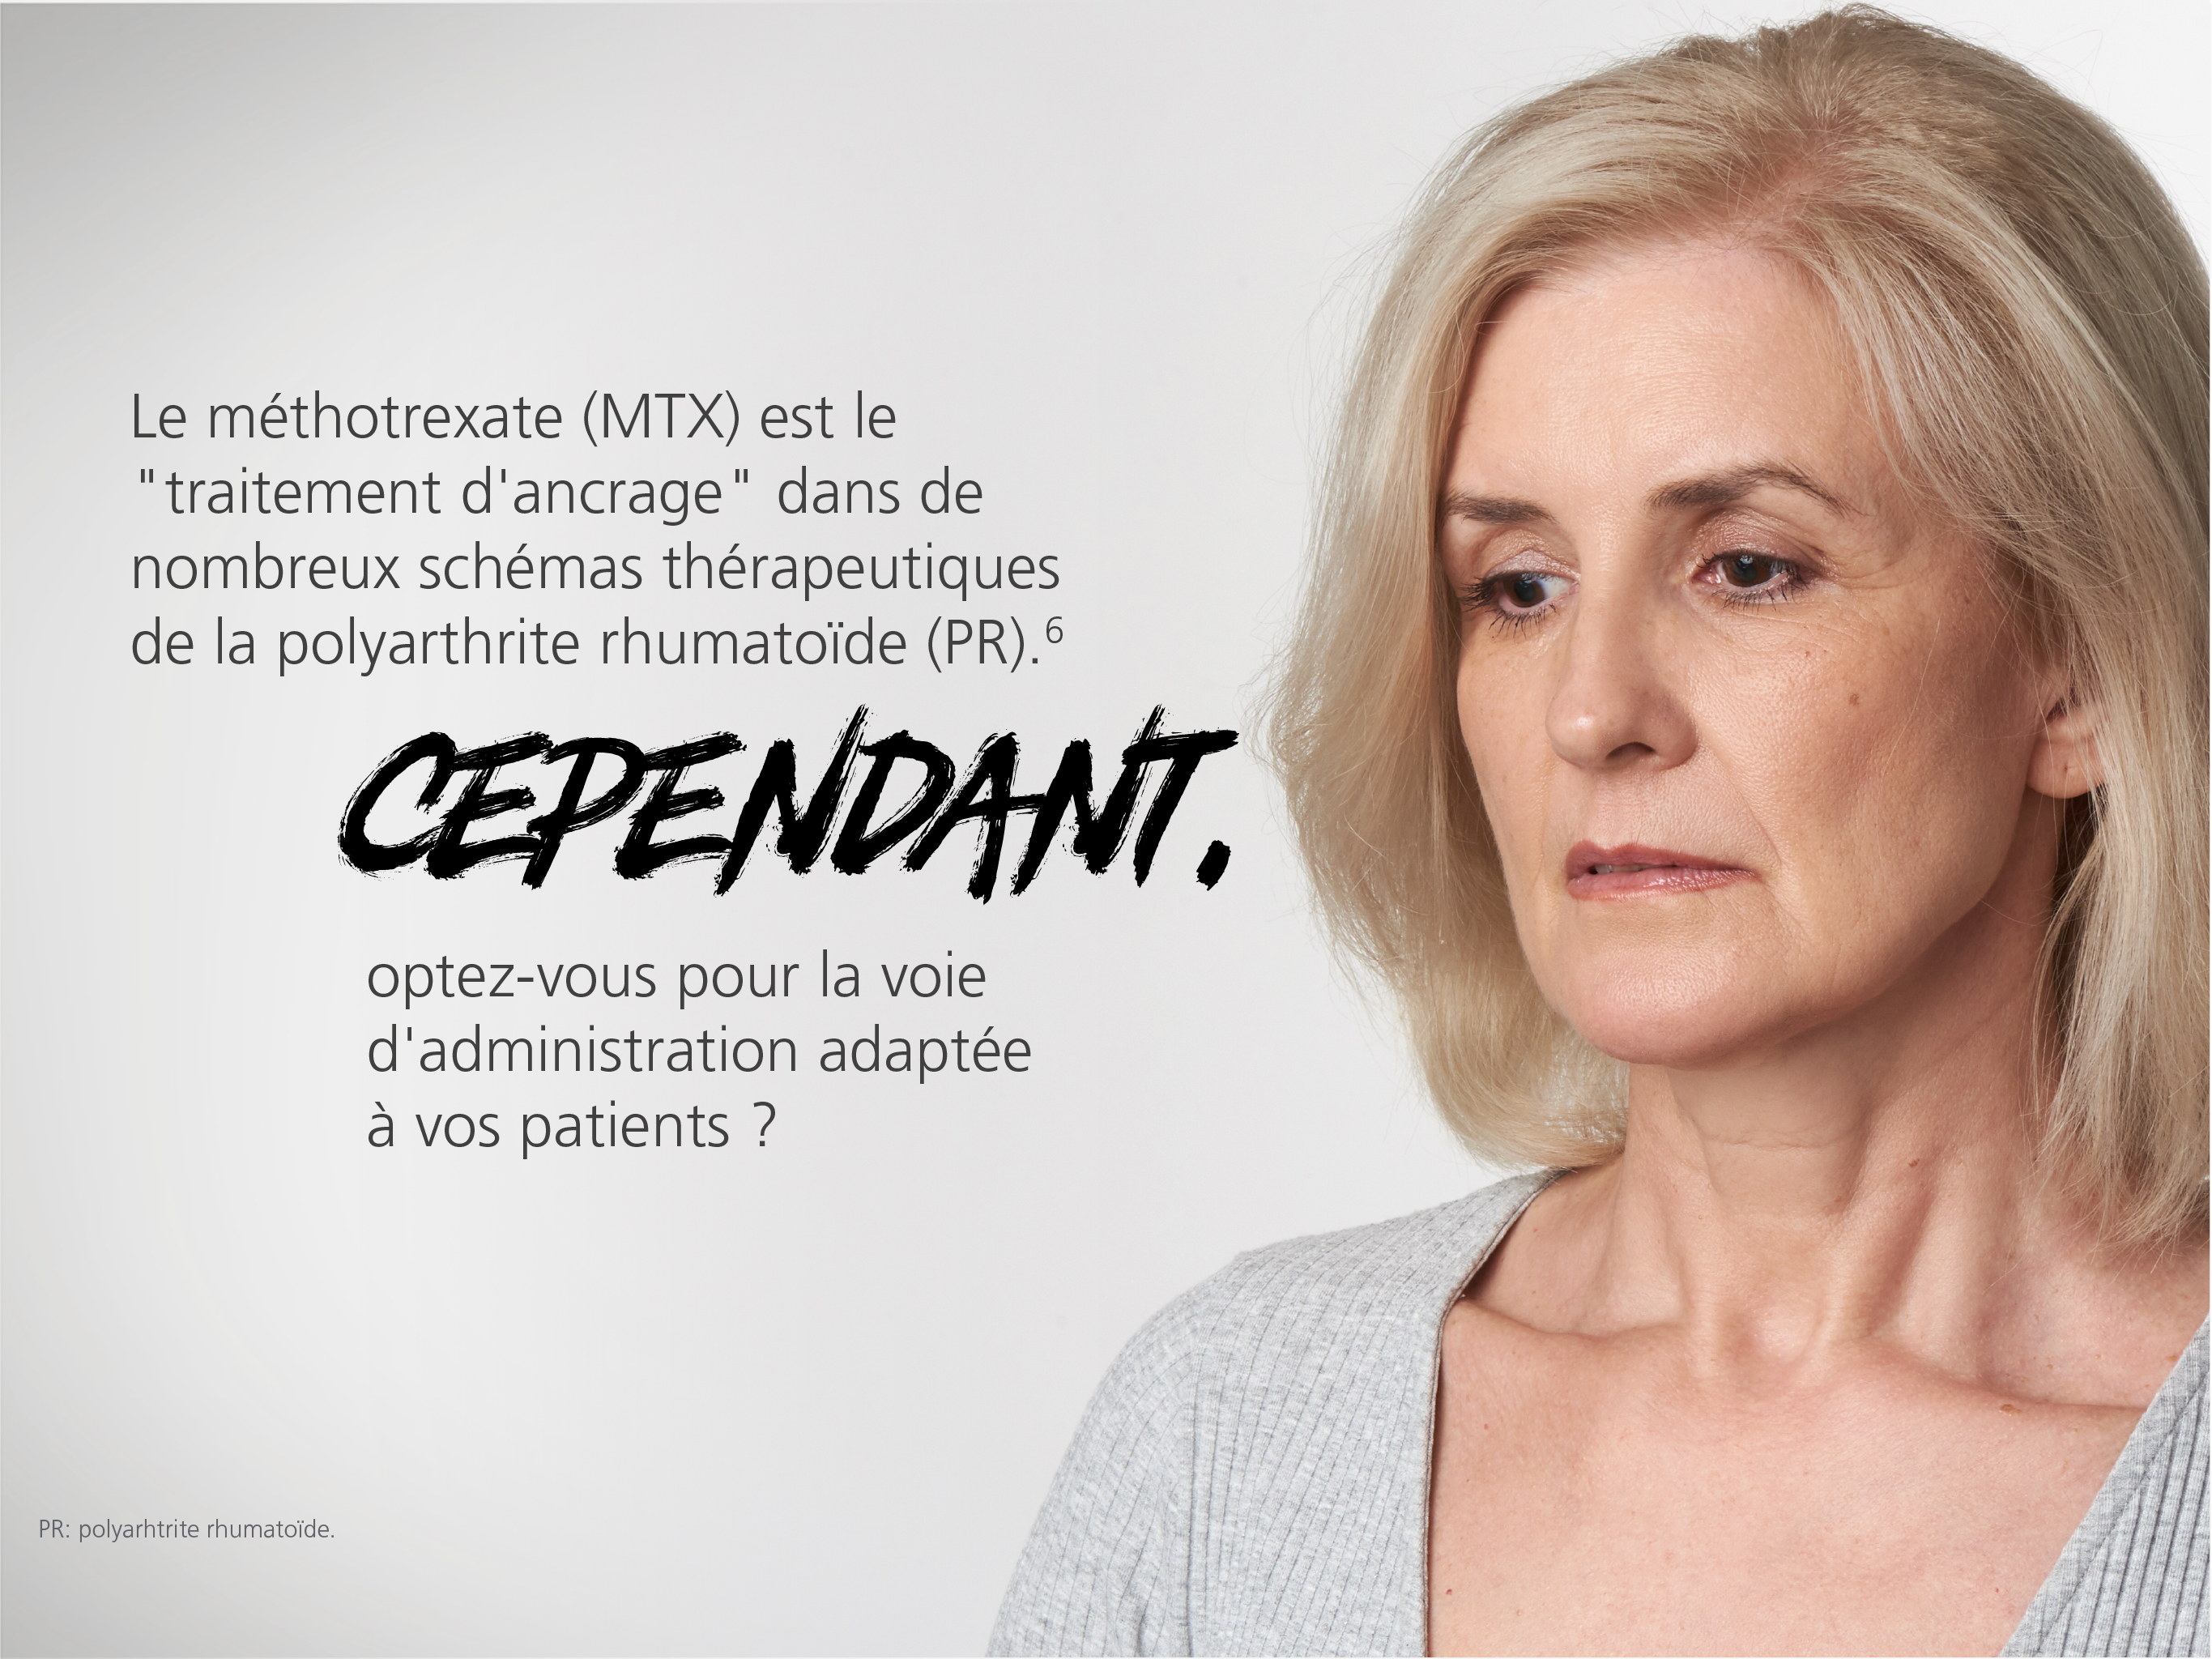 Le méthotrexate (MTX) est le
"traitement d'ancrage" dans de
nombreux schémas thérapeutiques
de la polyarthrite rhumatoïde (PR).⁶
CEPENDANT.
optez-vous pour la voie
d'administration adaptée
à vos patients ?
PR: polyarhtrite rhumatoïde.